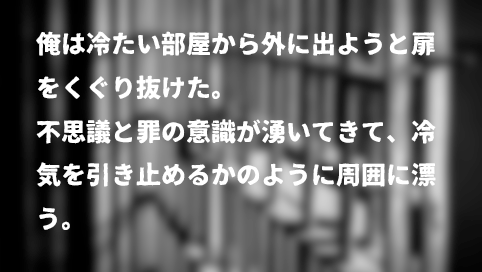 俺は冷たい部屋から外に出ようと扉
をくぐり抜けた。
不思議と罪の意識が湧いてきて、冷
気を引き止めるかのように周囲に漂
う。